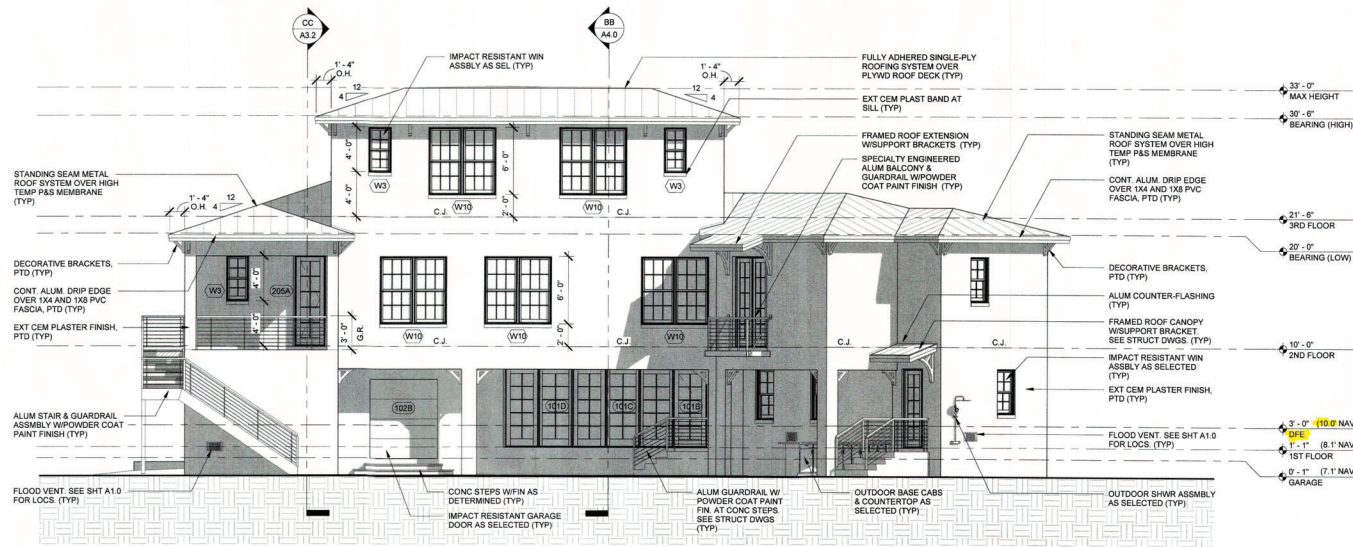 CC
A3.2
BB
A4.0
IMPACT RESISTANT WIN
ASSBLY AS SEL (TYP)
1' - 4"
O.H.
12
4
FULLY ADHERED SINGLE-PLY
ROOFING SYSTEM OVER
PLYWD ROOF DECK (TYP)
1' - 4"
O.H.
12
4
EXT CEM PLAST BAND AT
SILL (TYP)
33' - 0"
MAX HEIGHT
30' - 6"
BEARING (HIGH)
FRAMED ROOF EXTENSION
W/SUPPORT BRACKETS (TYP)
SPECIALTY ENGINEERED
ALUM BALCONY &
GUARDRAIL W/POWDER
COAT PAINT FINISH (TYP)
STANDING SEAM METAL
ROOF SYSTEM OVER HIGH
TEMP P&S MEMBRANE
(TYP)
CONT. ALUM. DRIP EDGE
OVER 1X4 AND 1X8 PVC
FASCIA, PTD (TYP)
4' - 0"
4' - 0"
6' - 0"
2' - 0"
W3
W10
W10
W3
C.J.
C.J.
STANDING SEAM METAL
ROOF SYSTEM OVER HIGH
TEMP P&S MEMBRANE
(TYP)
1' - 4"
O.H.
12
4
21' - 6"
3RD FLOOR
20' - 0"
BEARING (LOW)
DECORATIVE BRACKETS,
PTD (TYP)
CONT. ALUM. DRIP EDGE
OVER 1X4 AND 1X8 PVC
FASCIA, PTD (TYP)
EXT CEM PLASTER FINISH,
PTD (TYP)
W3
205A
4' - 0"
4' - 0"
3' - 0"
G.R.
W10
W10
W10
6' - 0"
2' - 0"
C.J.
C.J.
C.J.
C.J.
DECORATIVE BRACKETS,
PTD (TYP)
ALUM COUNTER-FLASHING
(TYP)
FRAMED ROOF CANOPY
W/SUPPORT BRACKET,
SEE STRUCT DWGS. (TYP)
10' - 0"
2ND FLOOR
IMPACT RESISTANT WIN
ASSBLY AS SELECTED
(TYP)
EXT CEM PLASTER FINISH,
PTD (TYP)
102B
101D
101C
101B
ALUM STAIR & GUARDRAIL
ASSMBLY W/POWDER COAT
PAINT FINISH (TYP)
3' - 0" (10.0' NAV
DFE
1' - 1" (8.1' NAV
1ST FLOOR
0' - 1" (7.1' NAV
GARAGE
FLOOD VENT. SEE SHT A1.0
FOR LOCS. (TYP)
FLOOD VENT. SEE SHT A1.0
FOR LOCS. (TYP)
CONC STEPS W/FIN AS
DETERMINED (TYP)
IMPACT RESISTANT GARAGE
DOOR AS SELECTED (TYP)
ALUM GUARDRAIL W/
POWDER COAT PAINT
FIN. AT CONC STEPS.
SEE STRUCT DWGS
(TYP)
OUTDOOR BASE CABS
& COUNTERTOP AS
SELECTED (TYP)
OUTDOOR SHWR ASSMBLY
AS SELECTED (TYP)